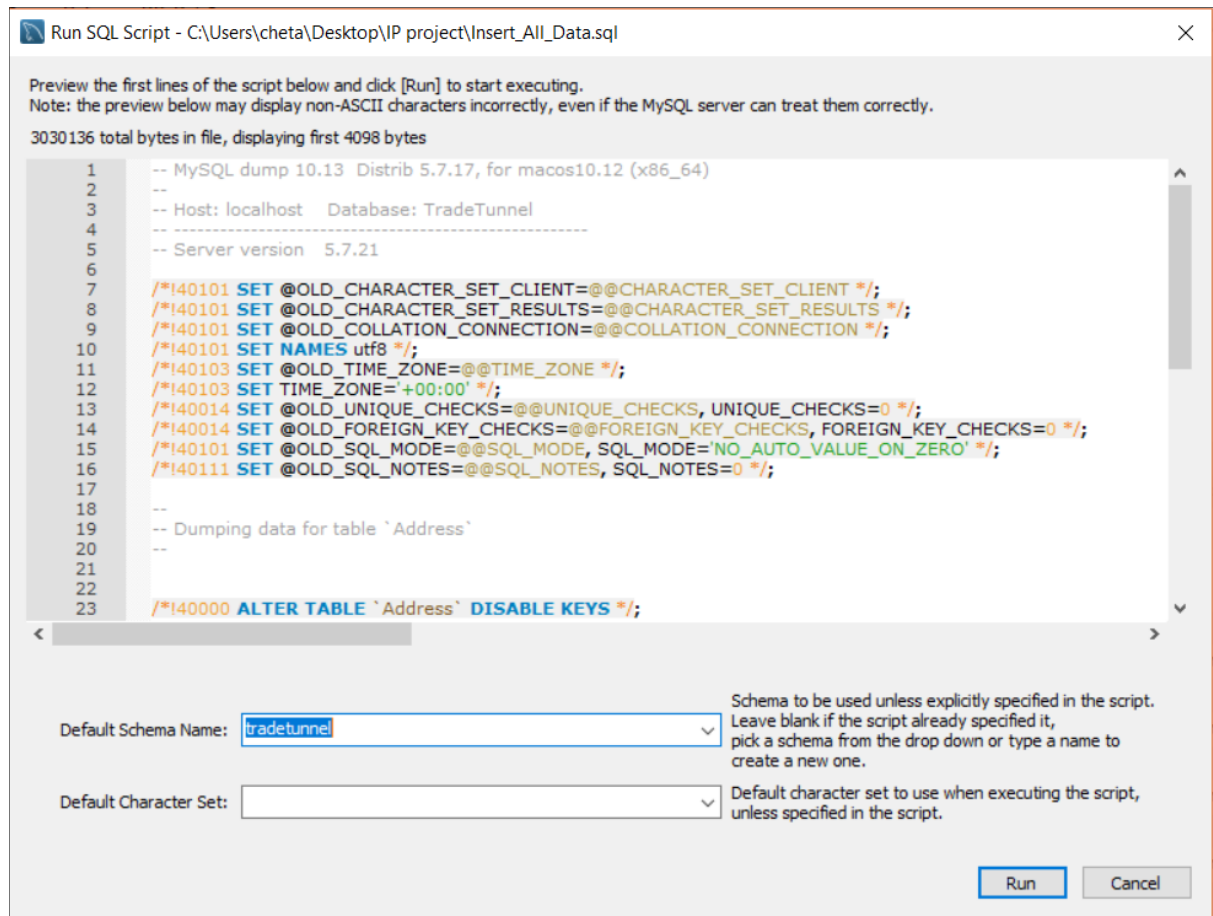 Run SQL Script - C:\Users\cheta\Desktop\IP project\Insert_All_Data.sql
Preview the first lines of the script below and click [Run] to start executing.
Note: the preview below may display non-ASCII characters incorrectly, even if the MySQL server can treat them correctly.
3030136 total bytes in file, displaying first 4098 bytes
1 -- MySQL dump 10.13  Distrib 5.7.17, for macos10.12 (x86_64)
2 --
3 -- Host: localhost    Database: TradeTunnel
4 -- ------------------------------------------------------
5 -- Server version   5.7.21
6
7 /*!40101 SET @OLD_CHARACTER_SET_CLIENT=@@CHARACTER_SET_CLIENT */;
8 /*!40101 SET @OLD_CHARACTER_SET_RESULTS=@@CHARACTER_SET_RESULTS */;
9 /*!40101 SET @OLD_COLLATION_CONNECTION=@@COLLATION_CONNECTION */;
10 /*!40101 SET NAMES utf8 */;
11 /*!40103 SET @OLD_TIME_ZONE=@@TIME_ZONE */;
12 /*!40103 SET TIME_ZONE='+00:00' */;
13 /*!40014 SET @OLD_UNIQUE_CHECKS=@@UNIQUE_CHECKS, UNIQUE_CHECKS=0 */;
14 /*!40014 SET @OLD_FOREIGN_KEY_CHECKS=@@FOREIGN_KEY_CHECKS, FOREIGN_KEY_CHECKS=0 */;
15 /*!40101 SET @OLD_SQL_MODE=@@SQL_MODE, SQL_MODE='NO_AUTO_VALUE_ON_ZERO' */;
16 /*!40111 SET @OLD_SQL_NOTES=@@SQL_NOTES, SQL_NOTES=0 */;
17
18 --
19 -- Dumping data for table `Address`
20 --
21
22
23 /*!40000 ALTER TABLE `Address` DISABLE KEYS */;
Default Schema Name: tradetunnel
Schema to be used unless explicitly specified in the script.
Leave blank if the script already specified it,
pick a schema from the drop down or type a name to
create a new one.
Default Character Set:
Default character set to use when executing the script,
unless specified in the script.
Run Cancel